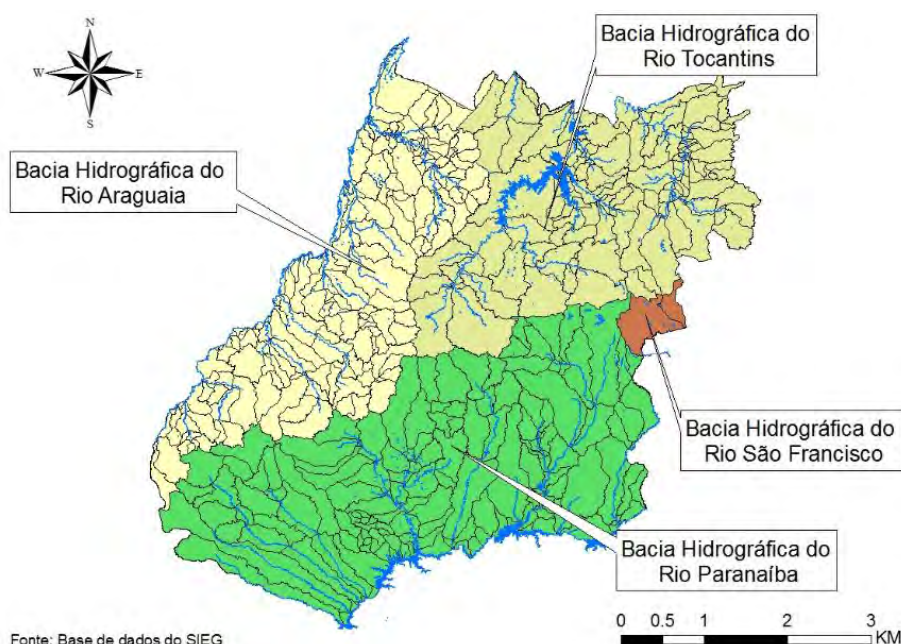 N
W
E
S
Bacia Hidrográfica do
Rio Tocantins
Bacia Hidrográfica do
Rio Araguaia
Bacia Hidrográfica do
Rio São Francisco
Bacia Hidrográfica do
Rio Paranaíba
Fonte: Base de dados do SIEG
0 0.5 1 2 3
KM